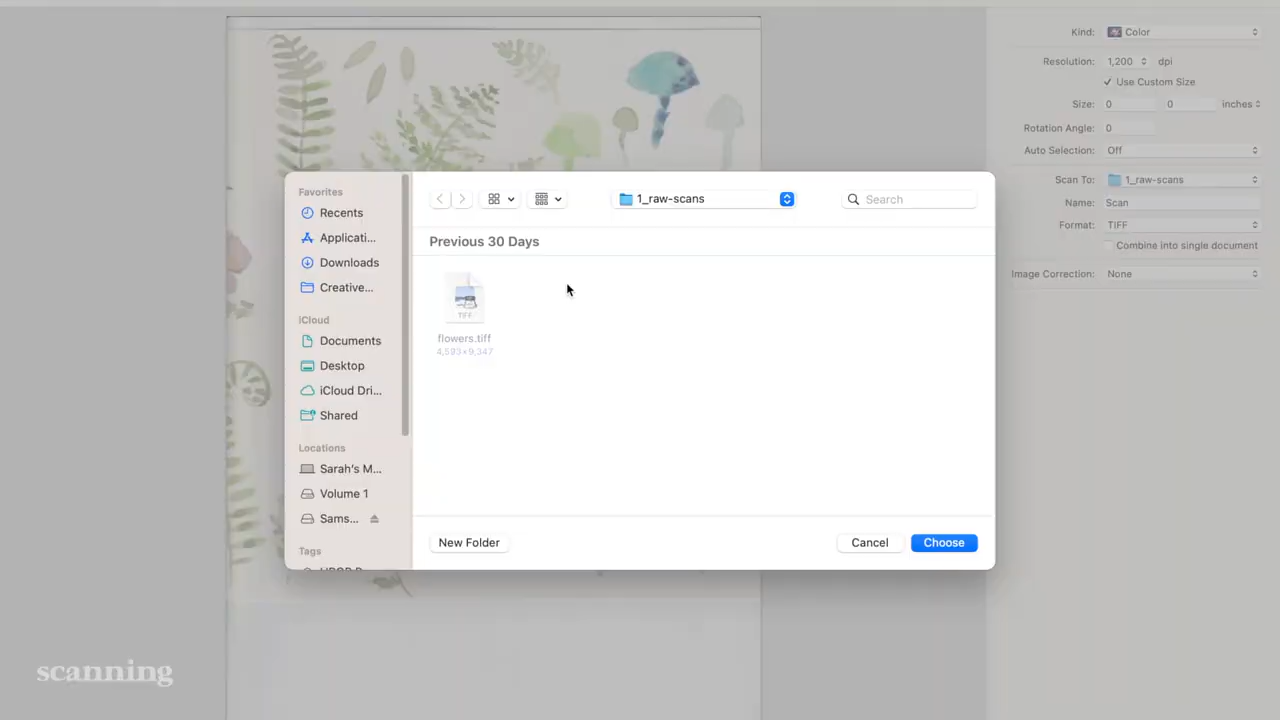 Kind: Color
Resolution: 1,200 dpi
Use Custom Size
Size: 0 0 inches
Rotation Angle: 0
Auto Selection: Off
Scan To: 1_raw-scans
Name: Scan
Format: TIFF
Combine into single document
Image Correction: None
Favorites
Recents
Applicati...
Downloads
Creative...
iCloud
Documents
Desktop
iCloud Dri...
Shared
Locations
Sarah's M...
Volume 1
Sams...
Tags
1_raw-scans
Search
Previous 30 Days
TIFF
flowers.tiff
4,593×9,347
New Folder
Cancel
Choose
scanning